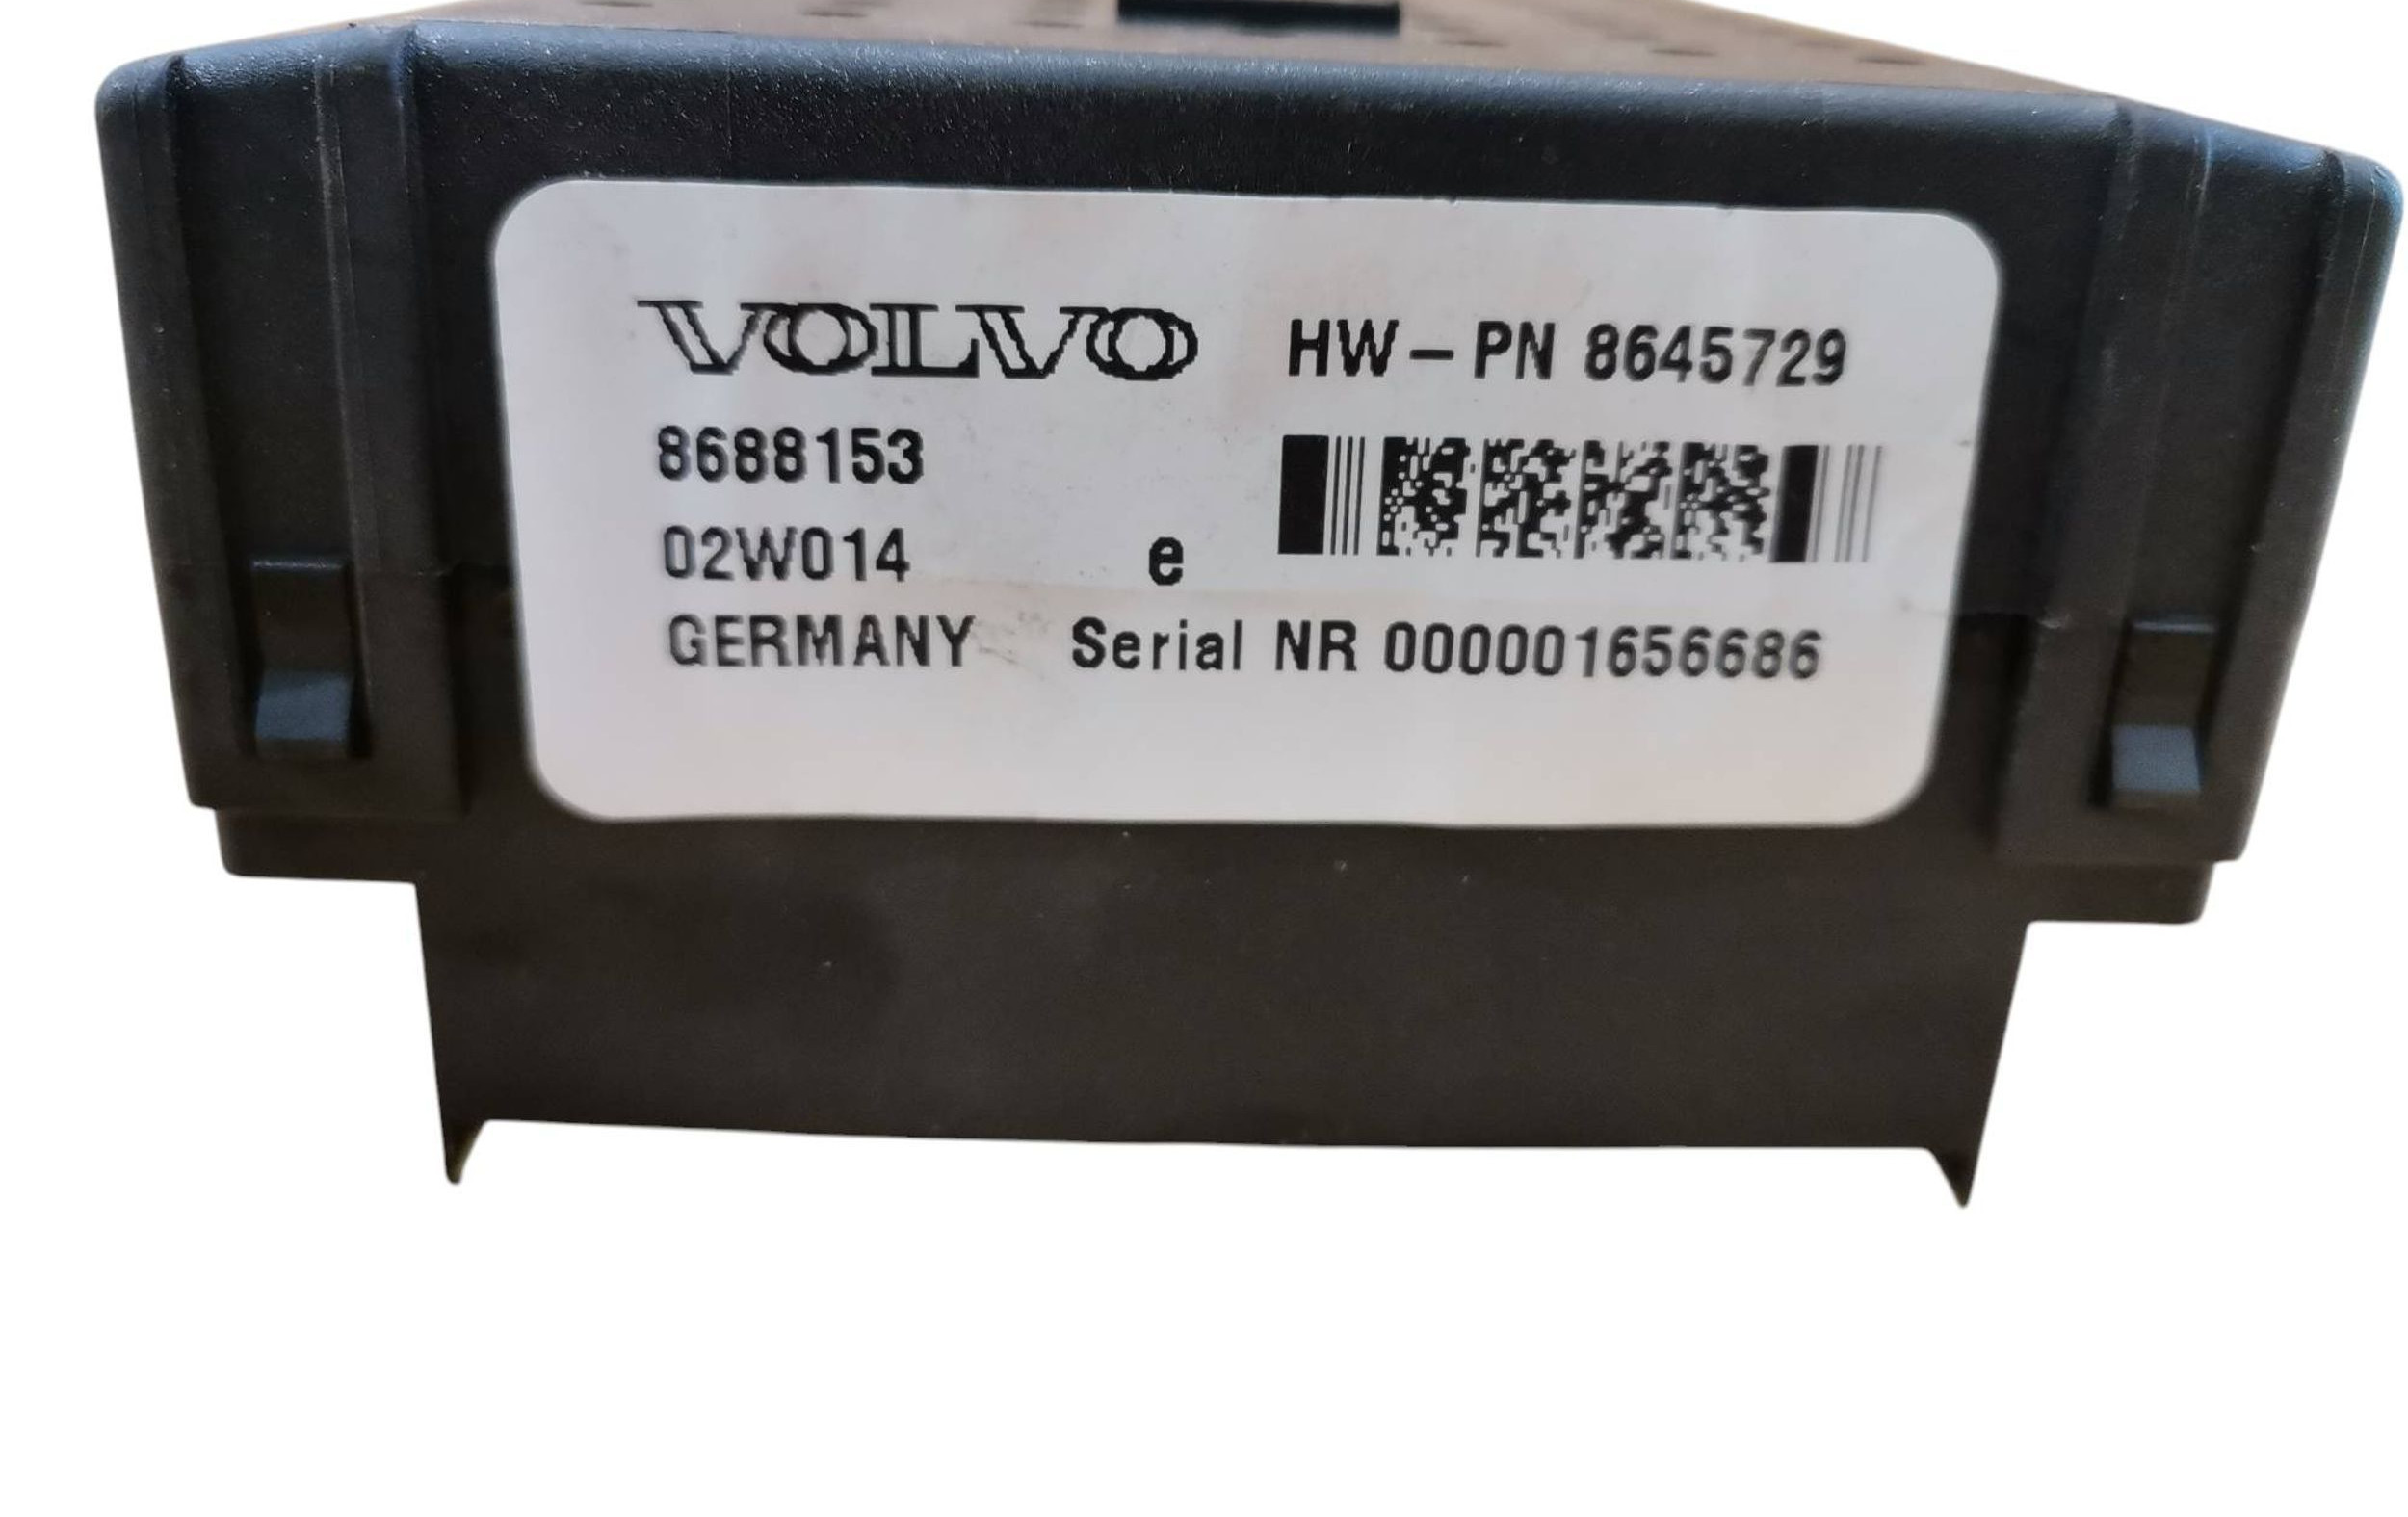 VOLVO HW-PN 8645729
8688153
02W014 e
GERMANY Serial NR 000001656686